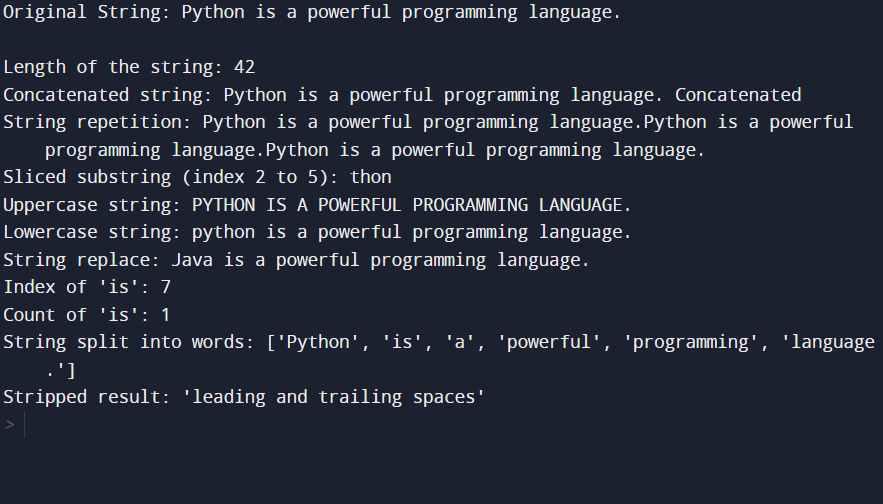 Original String: Python is a powerful programming language.
Length of the string: 42
Concatenated string: Python is a powerful programming language. Concatenated
String repetition: Python is a powerful programming language.Python is a powerful
programming language.Python is a powerful programming language.
Sliced substring (index 2 to 5): thon
Uppercase string: PYTHON IS A POWERFUL PROGRAMMING LANGUAGE.
Lowercase string: python is a powerful programming language.
String replace: Java is a powerful programming language.
Index of 'is': 7
Count of 'is': 1
String split into words: ['Python', 'is', 'a', 'powerful', 'programming', 'language
.']
Stripped result: 'leading and trailing spaces'
>